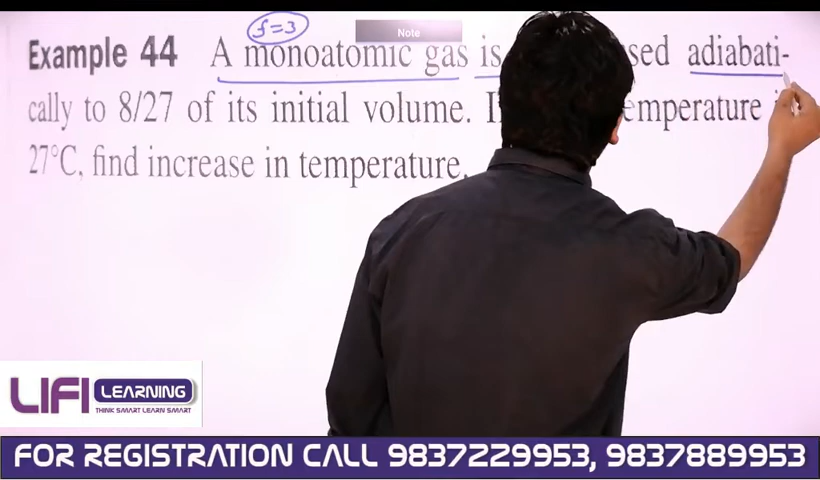 f=3
Note
Example 44 A monoatomic gas is sed adiabati-
cally to 8/27 of its initial volume. emperature
27°C, find increase in temperature.
LIFI LEARNING
THINK SMART LEARN SMART
FOR REGISTRATION CALL 9837229953, 9837889953